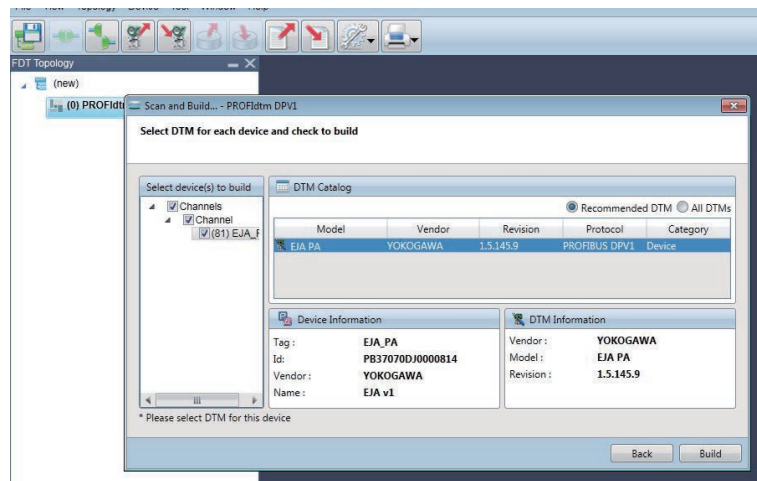 FDT Topology
(new)
(0) PROFIdt
Scan and Build... - PROFIdtm DPV1
Select DTM for each device and check to build
Select device(s) to build
Channels
Channel
(81) EJA_F
DTM Catalog
Recommended DTM All DTMs
Model Vendor Revision Protocol Category
EJA PA YOKOGAWA 1.5.145.9 PROFIBUS DPV1 Device
Device Information
Tag : EJA_PA
Id: PB37070DJ0000814
Vendor : YOKOGAWA
Name : EJA v1
DTM Information
Vendor : YOKOGAWA
Model : EJA PA
Revision : 1.5.145.9
* Please select DTM for this device
Back Build